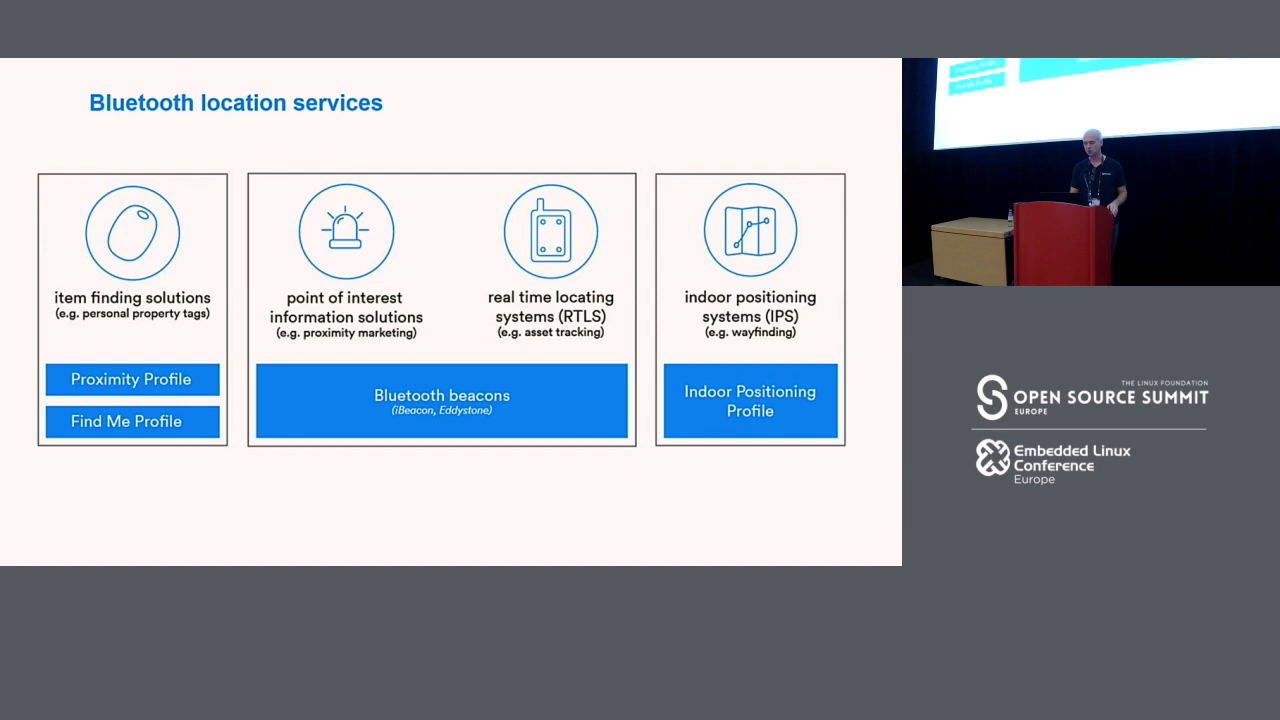 Bluetooth location services
item finding solutions
(e.g. personal property tags)
Proximity Profile
Find Me Profile
point of interest
information solutions
(e.g. proximity marketing)
real time locating
systems (RTLS)
(e.g. asset tracking)
Bluetooth beacons
(iBeacon, Eddystone)
indoor positioning
systems (IPS)
(e.g. wayfinding)
Indoor Positioning
Profile
THE LINUX FOUNDATION
OPEN SOURCE SUMMIT
EUROPE
Embedded Linux
Conference
Europe